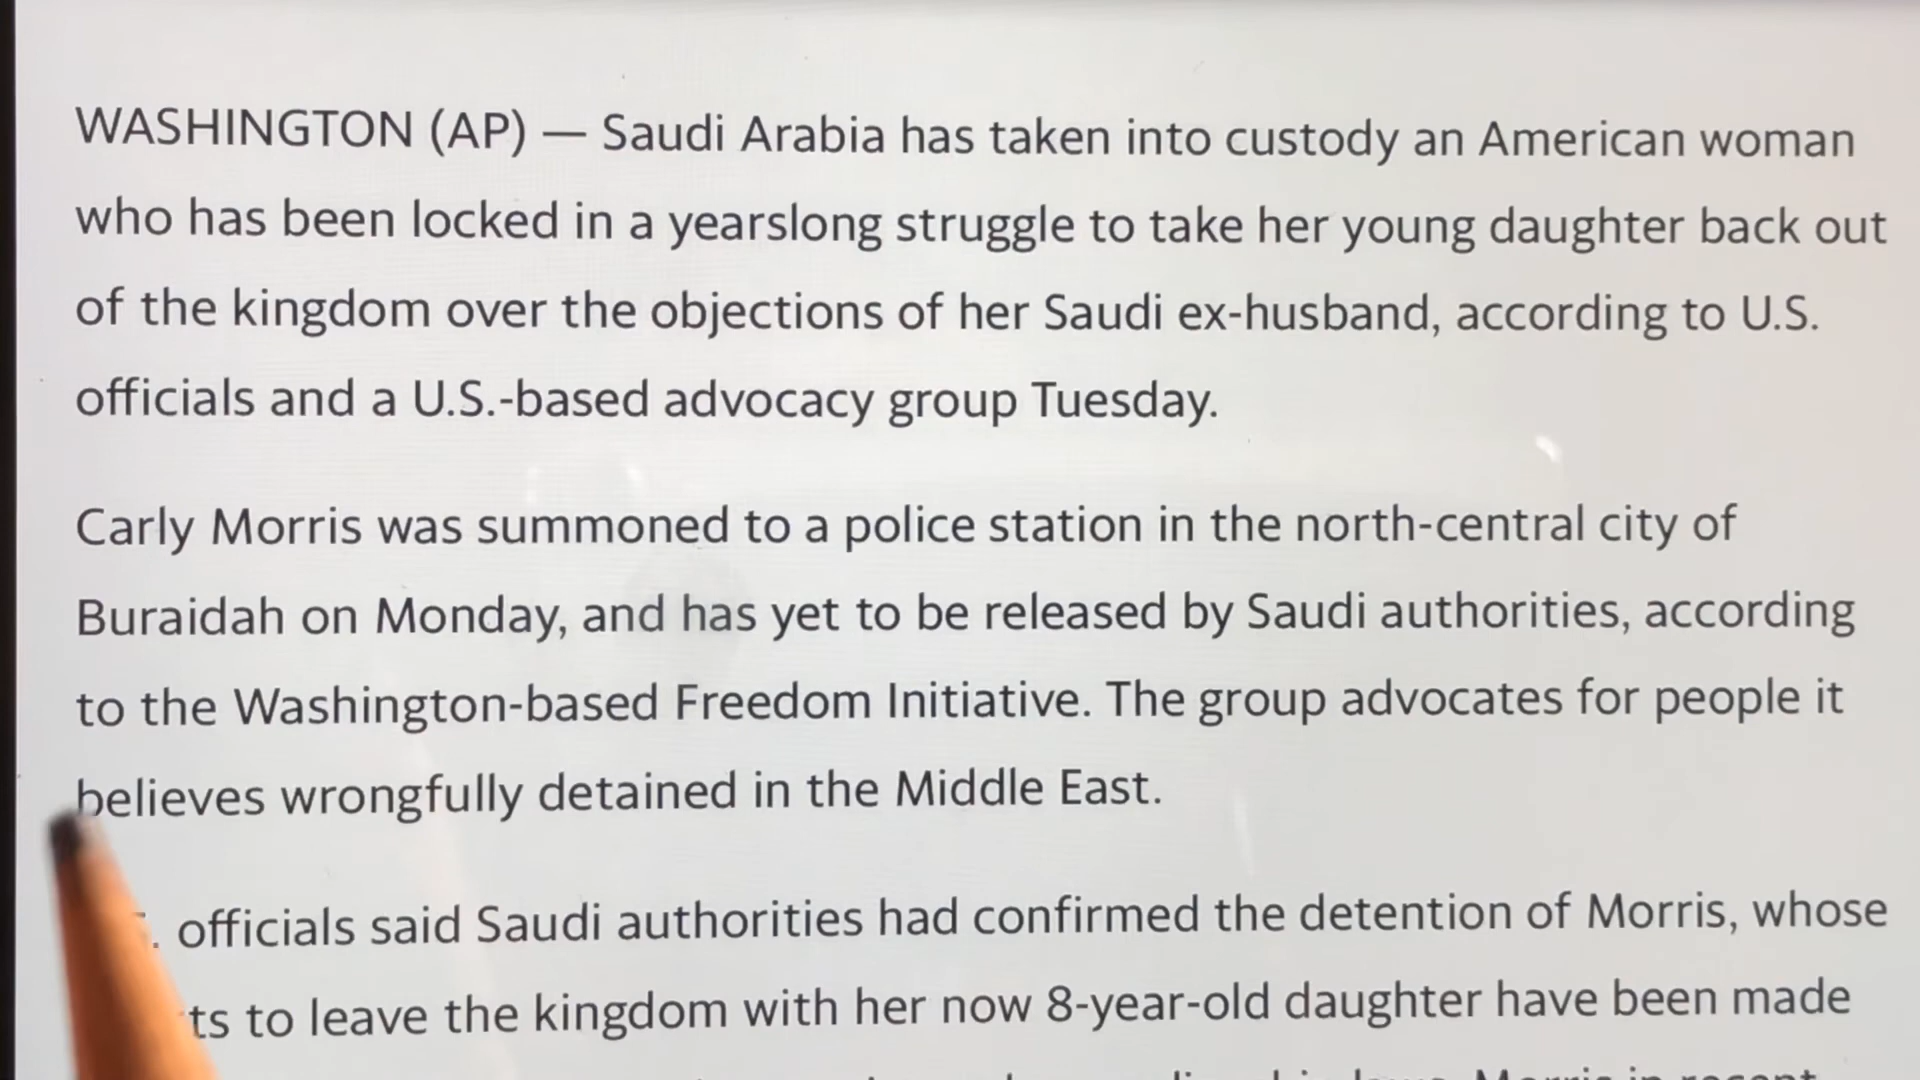 WASHINGTON (AP) — Saudi Arabia has taken into custody an American woman
who has been locked in a yearslong struggle to take her young daughter back out
of the kingdom over the objections of her Saudi ex-husband, according to U.S.
officials and a U.S.-based advocacy group Tuesday.
Carly Morris was summoned to a police station in the north-central city of
Buraidah on Monday, and has yet to be released by Saudi authorities, according
to the Washington-based Freedom Initiative. The group advocates for people it
believes wrongfully detained in the Middle East.
officials said Saudi authorities had confirmed the detention of Morris, whose
to leave the kingdom with her now 8-year-old daughter have been made